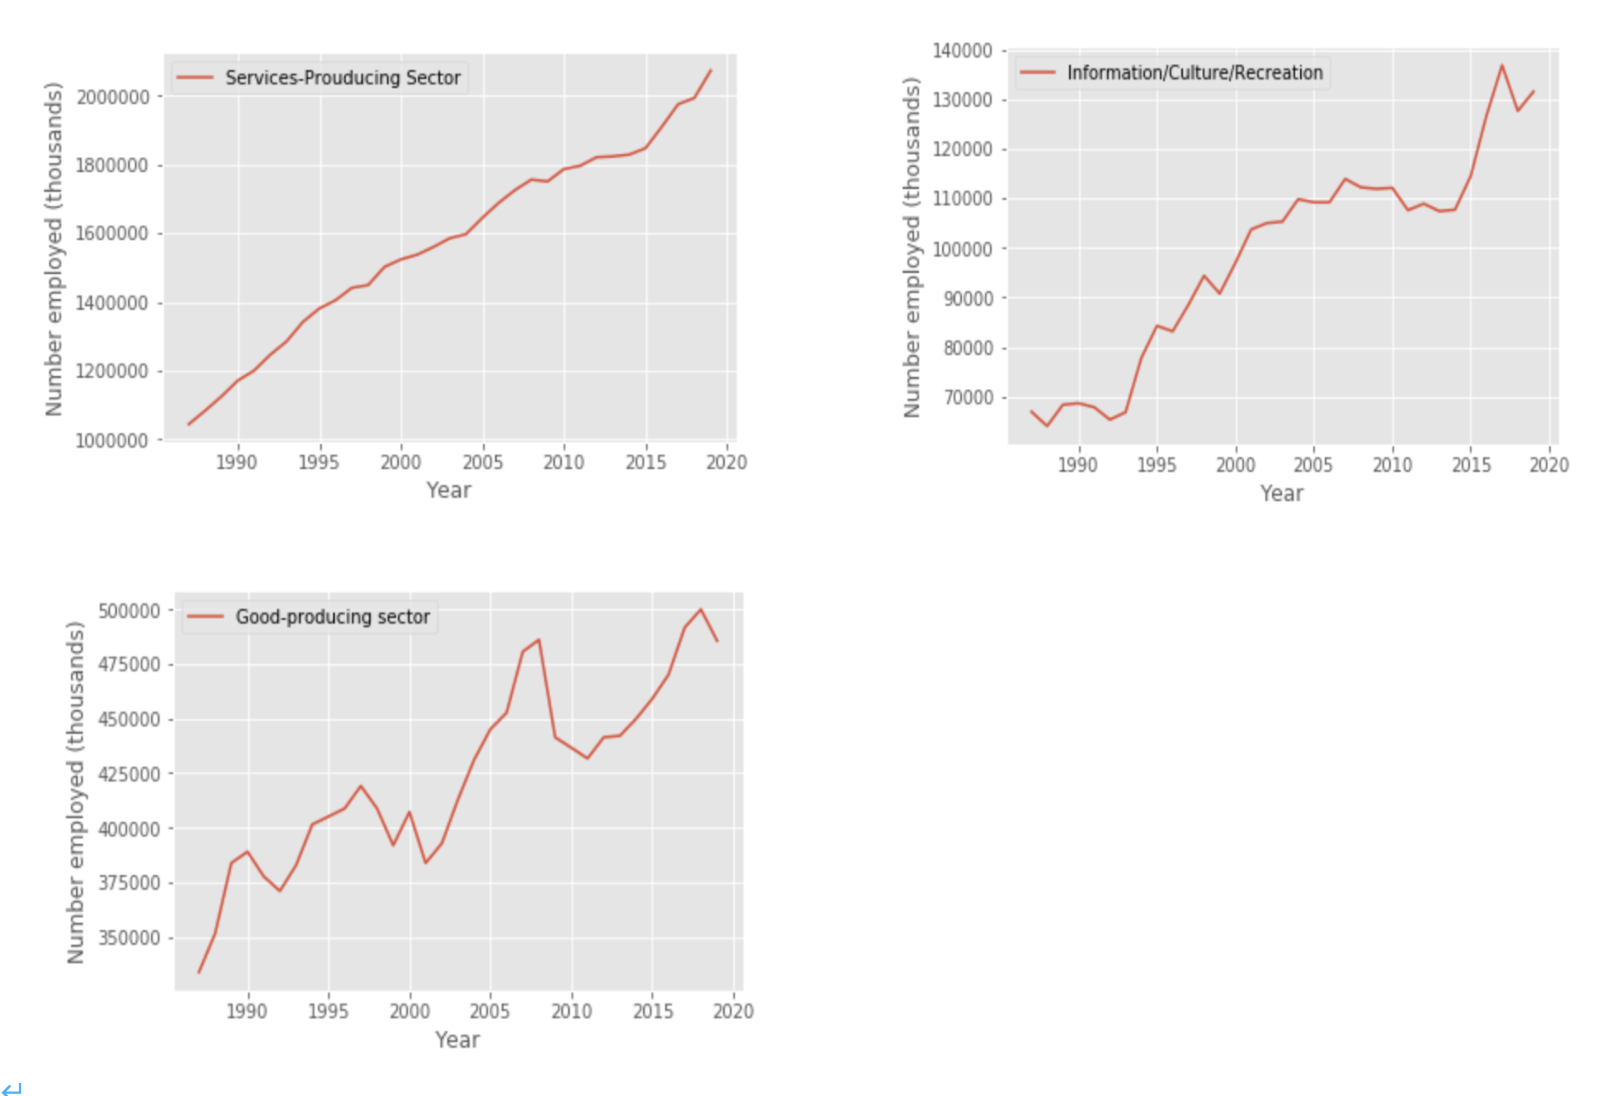 Services-Prouducing Sector
Number employed (thousands)
2000000
1800000
1600000
1400000
1200000
1000000
1990 1995 2000 2005 2010 2015 2020
Year
Information/Culture/Recreation
Number employed (thousands)
140000
130000
120000
110000
100000
90000
80000
70000
1990 1995 2000 2005 2010 2015 2020
Year
Good-producing sector
Number employed (thousands)
500000
475000
450000
425000
400000
375000
350000
1990 1995 2000 2005 2010 2015 2020
Year